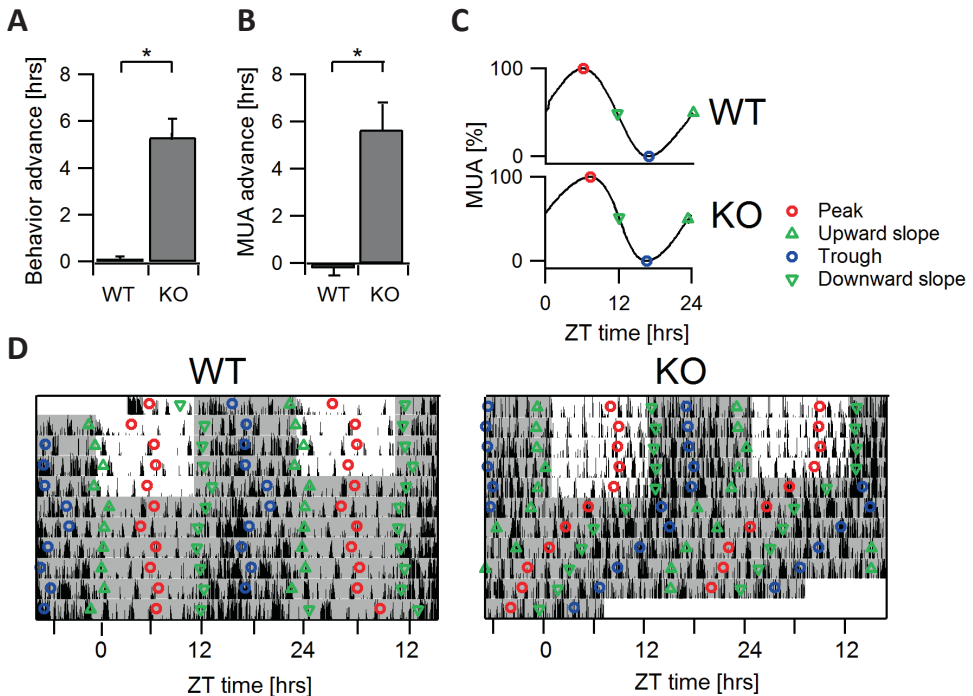 A
Behavior advance [hrs]
8
6
4
2
0
*
WT KO
B
MUA advance [hrs]
8
6
4
2
0
*
WT KO
C
MUA [%]
100
0
WT
100
0
KO
0 12 24
ZT time [hrs]
Peak
Upward slope
Trough
Downward slope
D
WT
0 12 24 12
ZT time [hrs]
KO
0 12 24 12
ZT time [hrs]